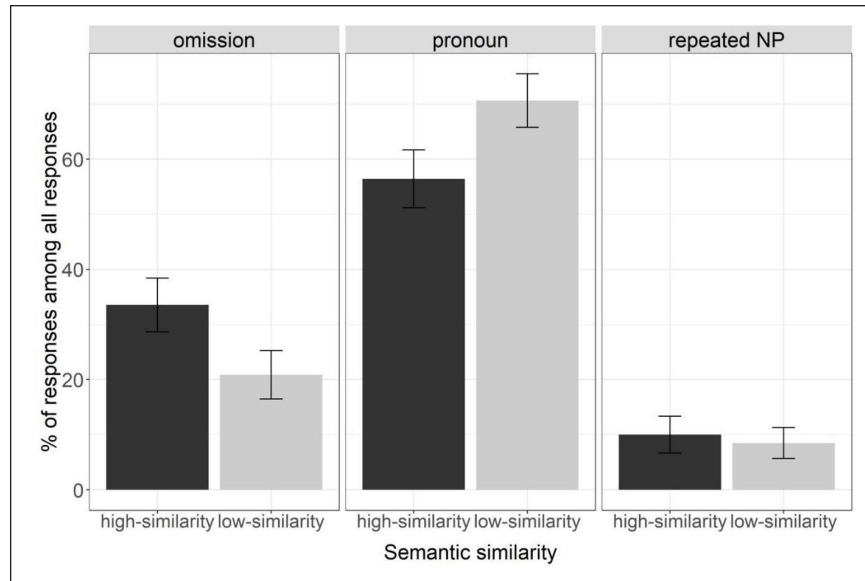 omission pronoun repeated NP
% of responses among all responses
60
40
20
0
high-similarity low-similarity high-similarity low-similarity high-similarity low-similarity
Semantic similarity